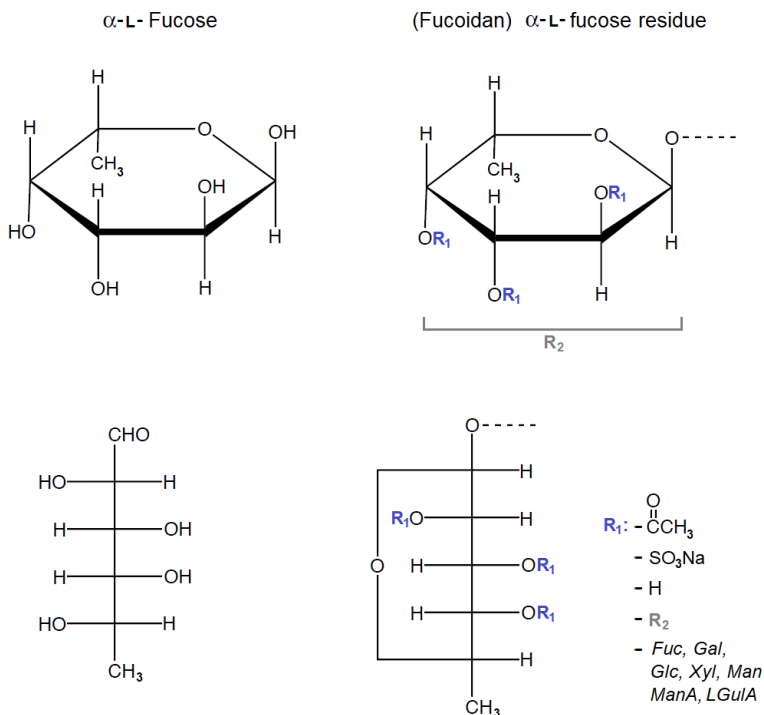 α-L- Fucose
(Fucoidan) α-L- fucose residue
H
H
O
OH
CH₃
H
OH
HO
OH
H
H
H
H
O
O
CH₃
H
OR₁
OR₁
OR₁
H
H
R₂
CHO
HO H
H OH
H OH
HO H
CH₃
O
H
R₁O H
O
H OR₁
H OR₁
H
CH₃
R₁:
O
- CCH₃
- SO₃Na
- H
- R₂
- Fuc, Gal,
Glc, Xyl, Man
ManA, LGulA